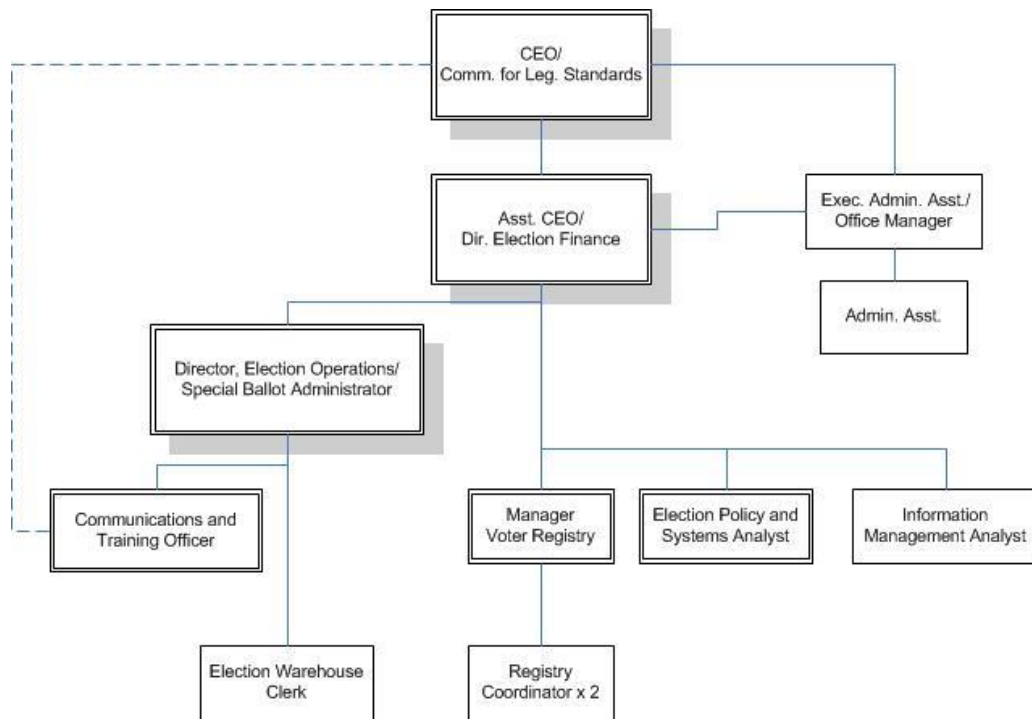 CEO/
Comm. for Leg. Standards
Asst. CEO/
Dir. Election Finance
Exec. Admin. Asst./
Office Manager
Admin. Asst.
Director, Election Operations/
Special Ballot Administrator
Communications and
Training Officer
Manager
Voter Registry
Election Policy and
Systems Analyst
Information
Management Analyst
Election Warehouse
Clerk
Registry
Coordinator x 2